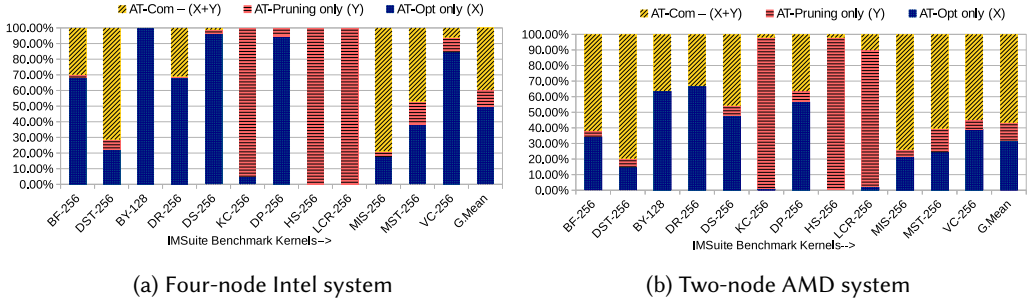 AT-Com – (X+Y) AT-Pruning only (Y) AT-Opt only (X)
100.00%
90.00%
80.00%
70.00%
60.00%
50,00%
40.00%
30.00%
20.00%
10.00%
0.00%
BF-256 DST-256 BY-128 DR-256 DS-256 KC-256 DP-256 HS-256 LCR-256 MIS-256 MST-256 VC-256 G.Mean
IMSuite Benchmark Kernels-->
(a) Four-node Intel system
AT-Com – (X+Y) AT-Pruning only (Y) AT-Opt only (X)
100.00%
90.00%
80.00%
70.00%
60.00%
50.00%
40.00%
30.00%
20.00%
10.00%
0.00%
BF-256 DST-256 BY-128 DR-256 DS-256 KC-256 DP-256 HS-256 LCR-256 MIS-256 MST-256 VC-256 G.Mean
IMSuite Benchmark Kernels-->
(b) Two-node AMD system